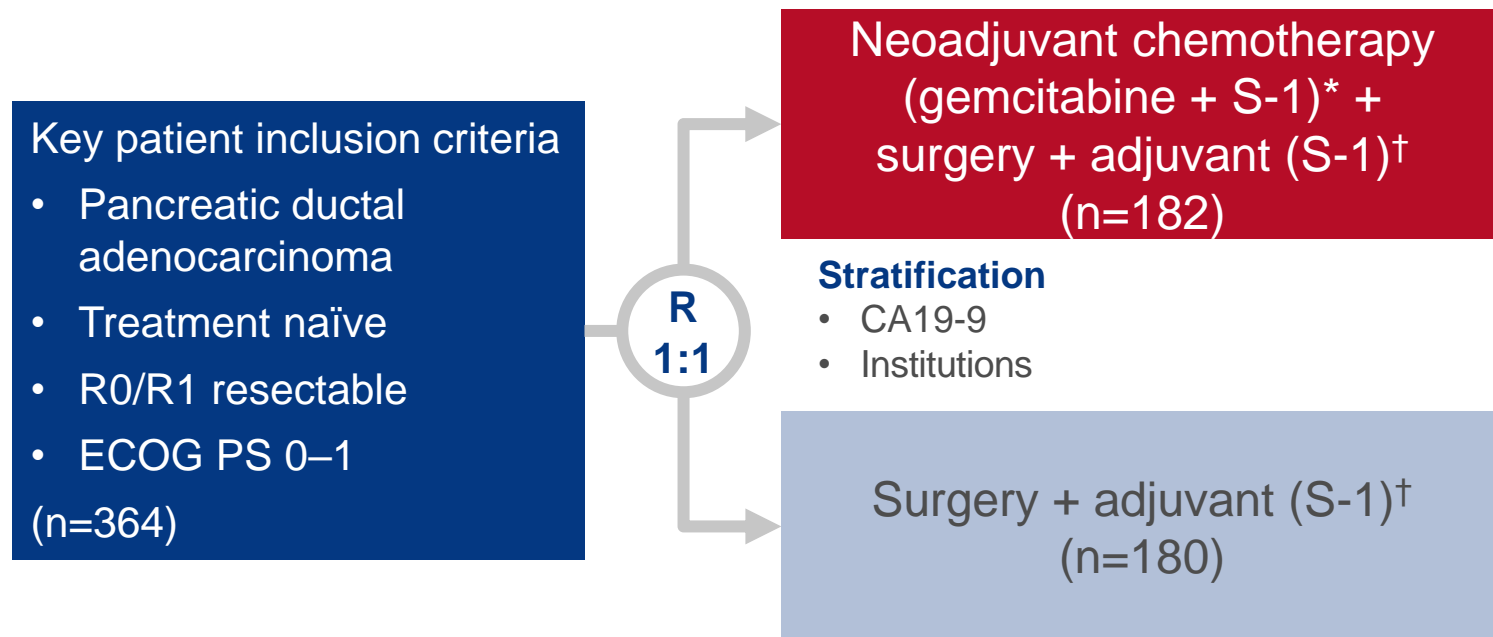 Key patient inclusion criteria
• Pancreatic ductal
adenocarcinoma
• Treatment naïve
• R0/R1 resectable
• ECOG PS 0–1
(n=364)
R
1:1
Neoadjuvant chemotherapy
(gemcitabine + S-1)* +
surgery + adjuvant (S-1)†
(n=182)
Stratification
• CA19-9
• Institutions
Surgery + adjuvant (S-1)†
(n=180)